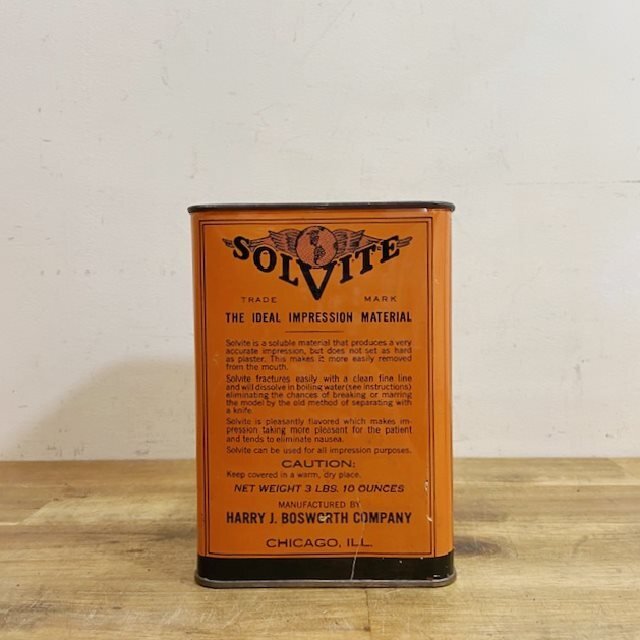 SOLVITE
TRADE MARK
THE IDEAL IMPRESSION MATERIAL
Solvite is a soluble material that produces a very
accurate impression, but does not set as hard
as plaster. This makes it more easily removed
from the mouth.
Solvite fractures easily with a clean fine line
and will dissolve in boiling water (see instructions)
eliminating the chances of breaking or marring
the model by the old method of separating with
a knife.
Solvite is pleasantly flavored which makes im-
pression taking more pleasant for the patient
and tends to eliminate nausea.
Solvite can be used for all impression purposes.
CAUTION:
Keep covered in a warm, dry place.
NET WEIGHT 3 LBS. 10 OUNCES
MANUFACTURED BY
HARRY J. BOSWORTH COMPANY
CHICAGO, ILL.